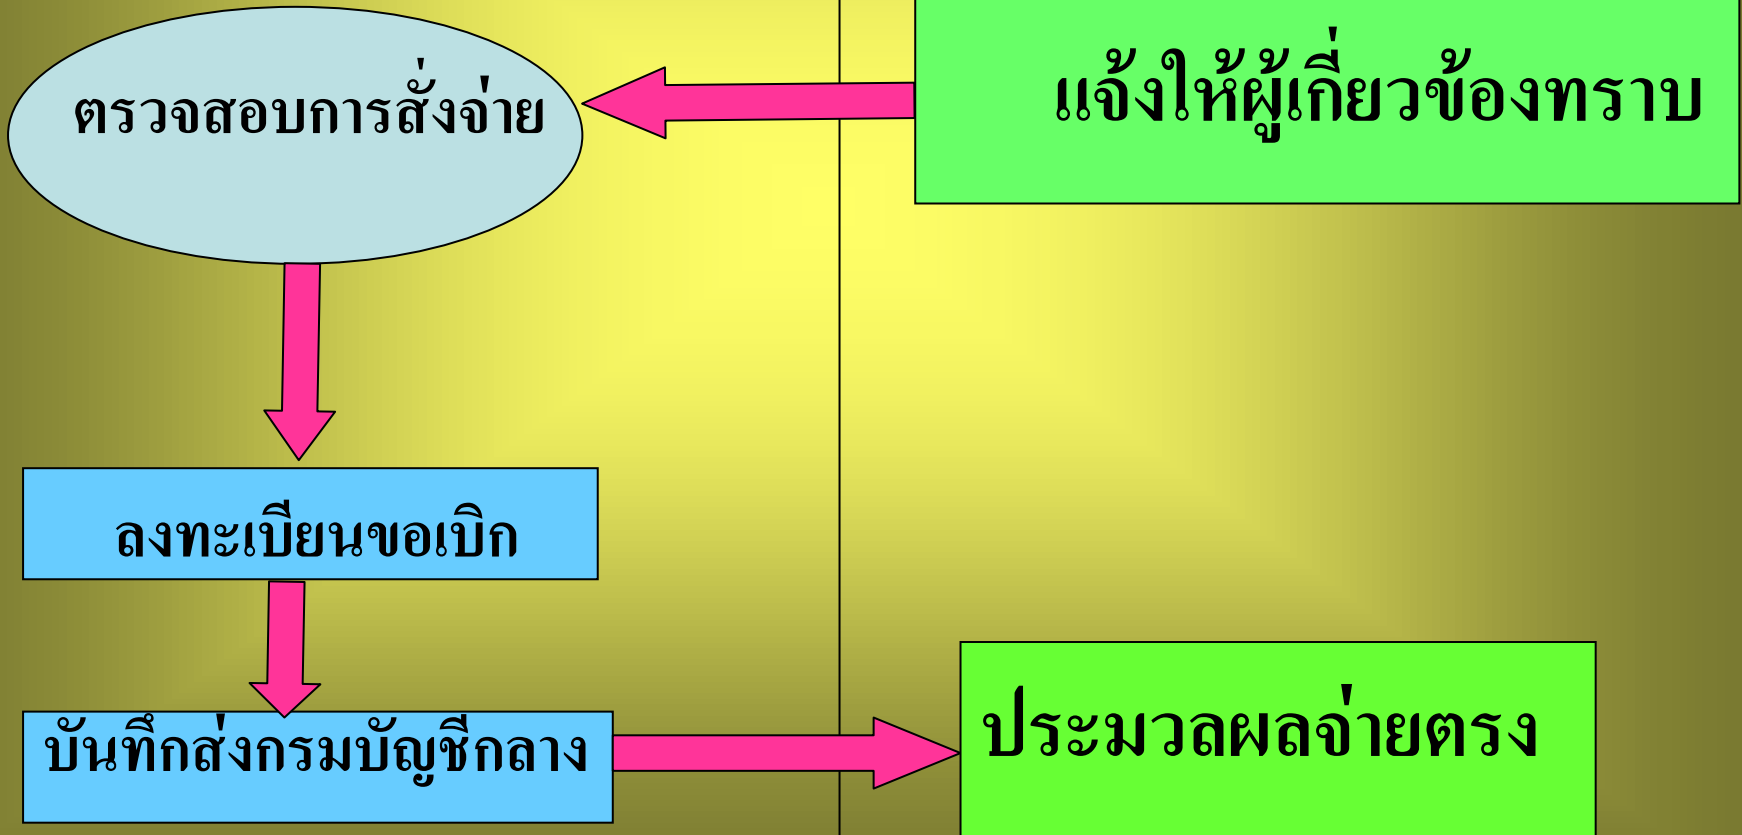 ตรวจสอบการสั่งจ่าย
แจ้งให้ผู้เกี่ยวข้องทราบ
ลงทะเบียนขอเบิก
บันทึกส่งกรมบัญชีกลาง
ประมวลผลจ่ายตรง